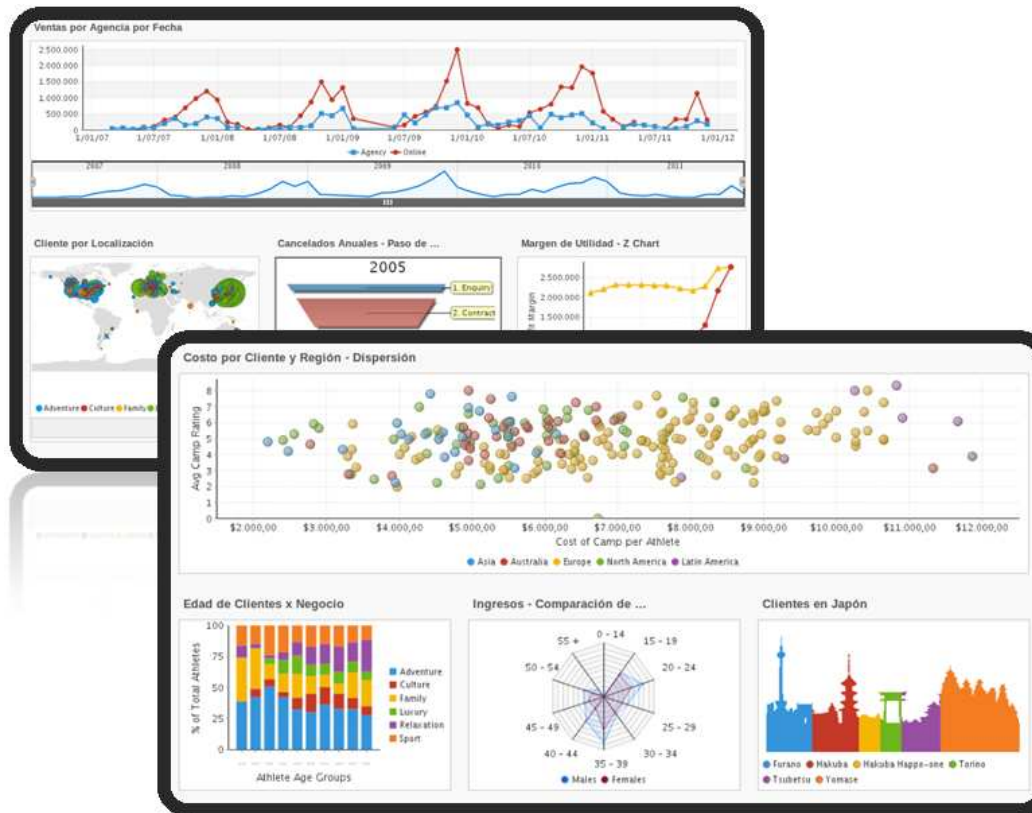 Ventas por Agencia por Fecha
2.500.000
2.000.000
1.500.000
1.000.000
500.000
0
1/01/07 1/07/07 1/01/08 1/07/08 1/01/09 1/07/09 1/01/10 1/07/10 1/01/11 1/07/11 1/01/12
Agency Online
2007 2008 2009 2010 2011
Cliente por Localización
Cancelados Anuales - Paso de ...
Margen de Utilidad - Z Chart
2005
1. Enquiry
2. Contract
2.500.000
2.000.000
1.500.000
Margin
Adventure Culture Family
Costo por Cliente y Región - Dispersión
Avg Camp Rating
8
7
6
5
4
3
2
1
0
$2.000,00 $3.000,00 $4.000,00 $5.000,00 $6.000,00 $7.000,00 $8.000,00 $9.000,00 $10.000,00 $11.000,00 $12.000,00
Cost of Camp per Athlete
Asia Australia Europe North America Latin America
Edad de Clientes x Negocio
% of Total Athletes
100
75
50
25
0
Adventure
Culture
Family
Luxury
Relaxation
Sport
Athlete Age Groups
Ingresos - Comparación de ...
0 - 14
15 - 19
20 - 24
25 - 29
30 - 34
35 - 39
40 - 44
45 - 49
50 - 54
55 +
Males Females
Clientes en Japón
Furano Hakuba Hakuba Happo-one Torino
Tsubetsu Yomase